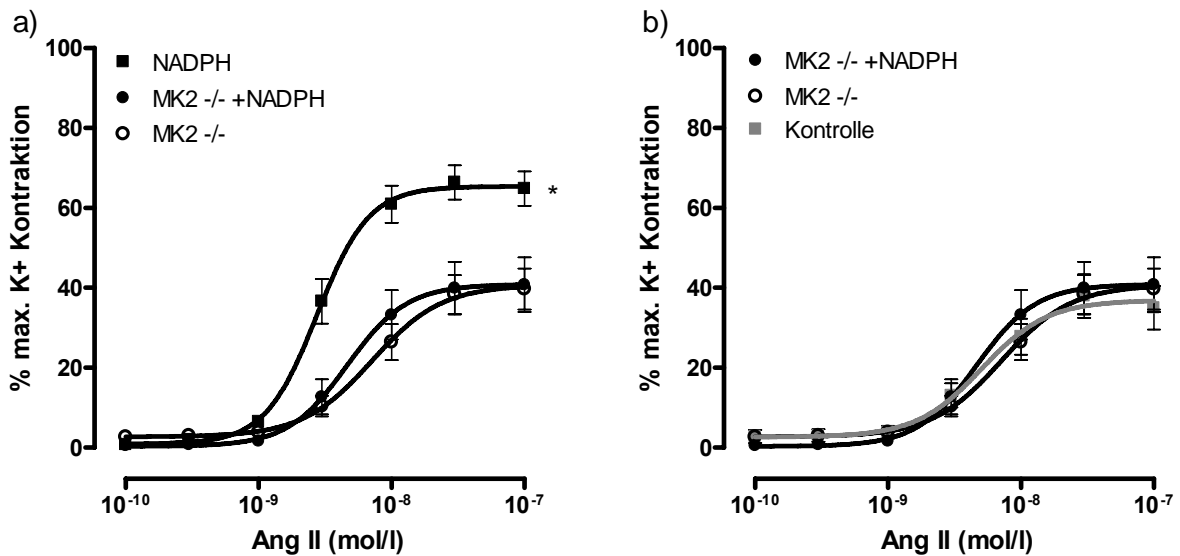 a)
% max. K+ Kontraktion
100
80
60
40
20
0
NADPH
MK2 -/- +NADPH
MK2 -/-
*
10⁻¹⁰
10⁻⁹
10⁻⁸
10⁻⁷
Ang II (mol/l)
b)
% max. K+ Kontraktion
100
80
60
40
20
0
MK2 -/- +NADPH
MK2 -/-
Kontrolle
10⁻¹⁰
10⁻⁹
10⁻⁸
10⁻⁷
Ang II (mol/l)